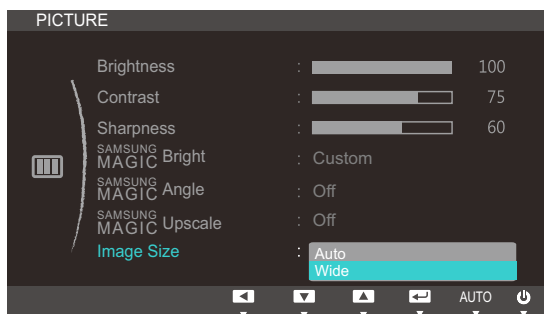 PICTURE
Brightness : 100
Contrast : 75
Sharpness : 60
SAMSUNG MAGIC Bright : Custom
SAMSUNG MAGIC Angle : Off
SAMSUNG MAGIC Upscale : Off
Image Size : Auto
Wide
AUTO